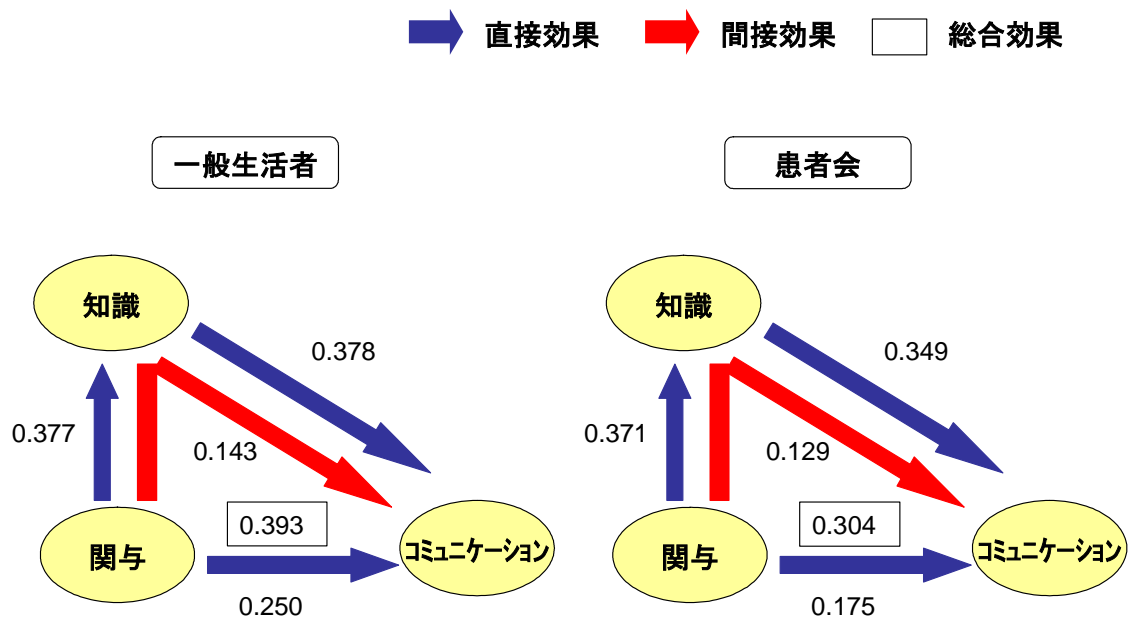 直接効果 間接効果 総合効果
一般生活者
知識
0.378
0.377
0.143
0.393
関与
コミュニケーション
0.250
患者会
知識
0.349
0.371
0.129
0.304
関与
コミュニケーション
0.175